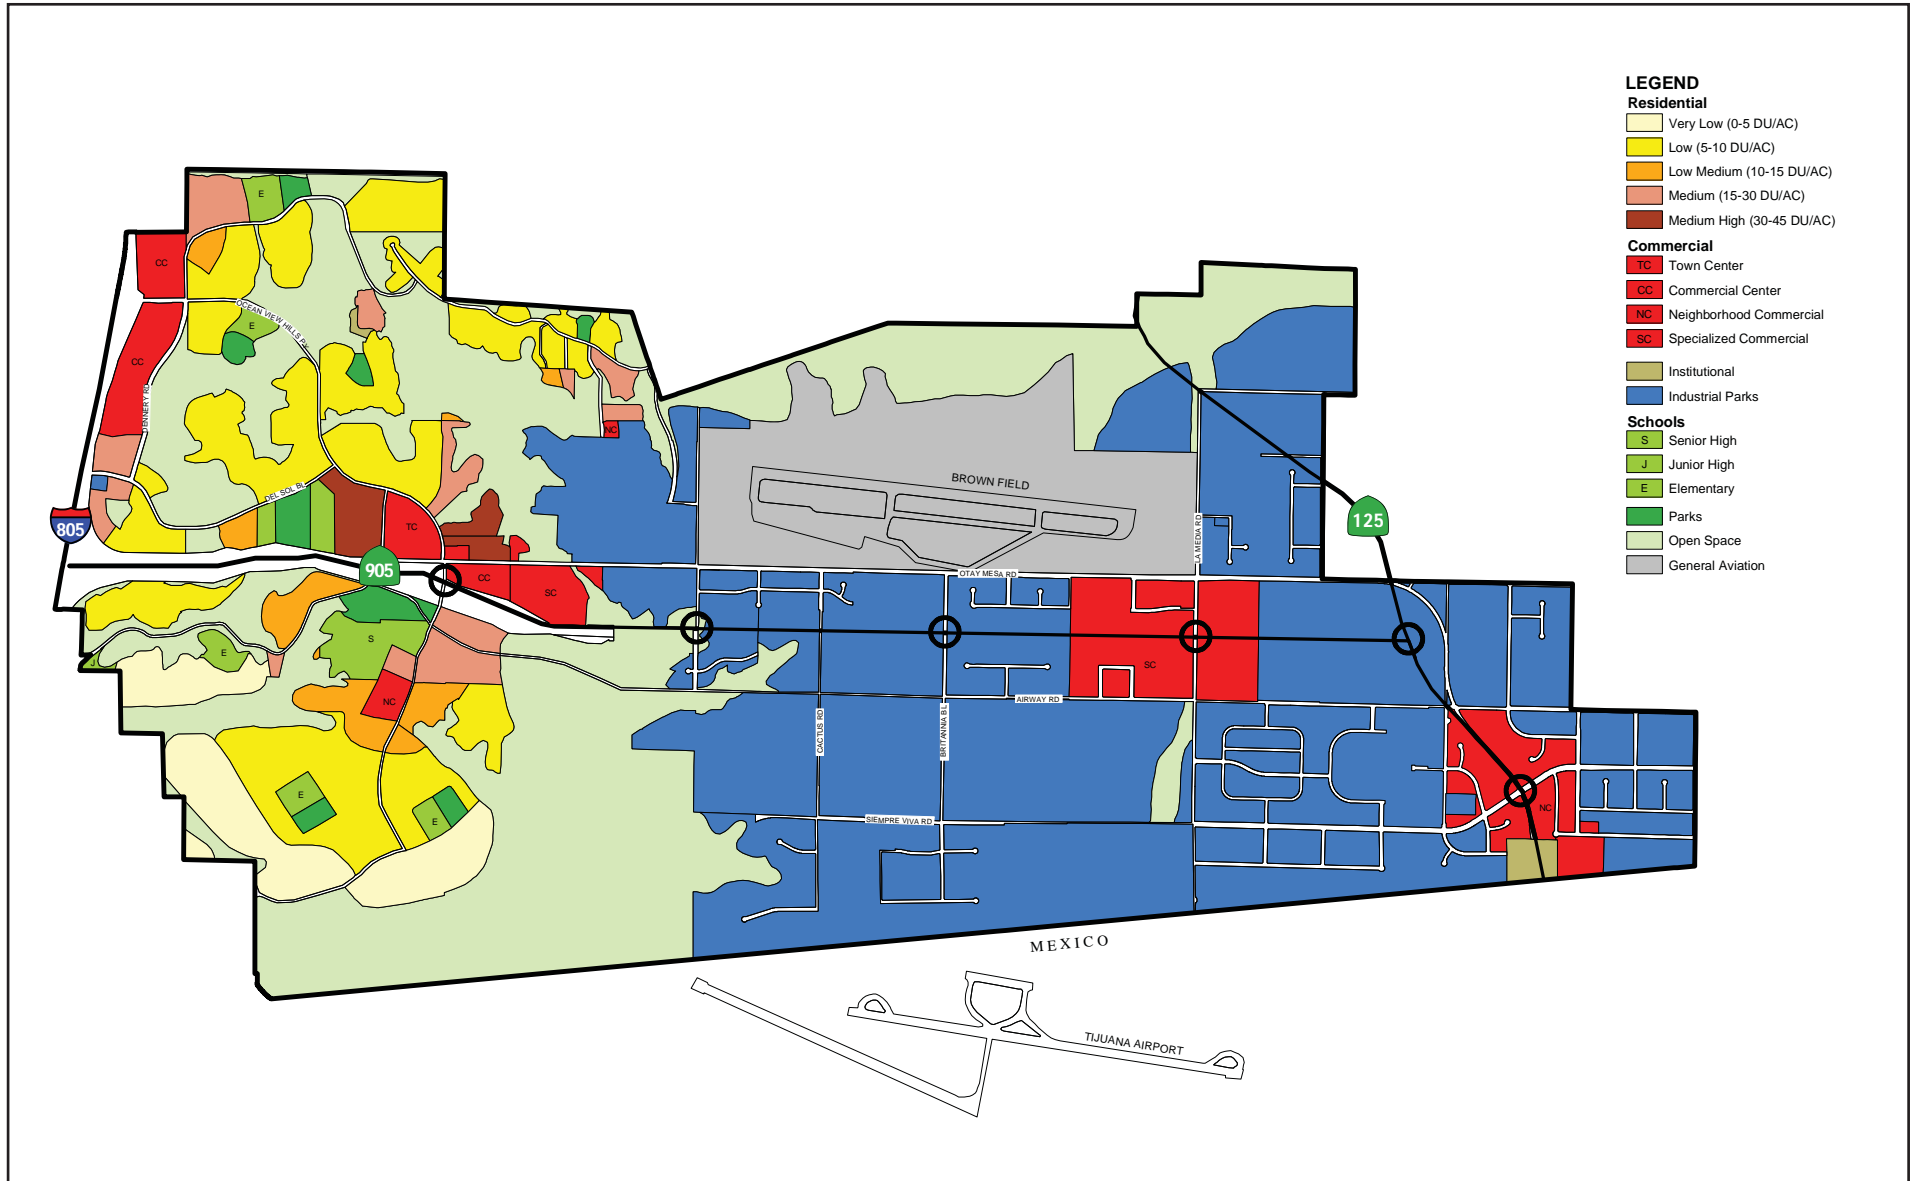 LEGEND
Residential
Very Low (0-5 DU/AC)
Low (5-10 DU/AC)
Low Medium (10-15 DU/AC)
Medium (15-30 DU/AC)
Medium High (30-45 DU/AC)
Commercial
TC Town Center
CC Commercial Center
NC Neighborhood Commercial
SC Specialized Commercial
Institutional
Industrial Parks
Schools
S Senior High
J Junior High
E Elementary
Parks
Open Space
General Aviation
E
CC
OCEAN VIEW HILLS PY
E
CC
DENNERY RD
NC
DEL SOL BL
BROWN FIELD
805
TC
125
LA MEDIA RD
905
CC
OTAY MESA RD
SC
S
E
J
SC
NC
AIRWAY RD
CACTUS RD
BRITANNIA BL
E
E
SIEMPRE VIVA RD
NC
MEXICO
TIJUANA AIRPORT